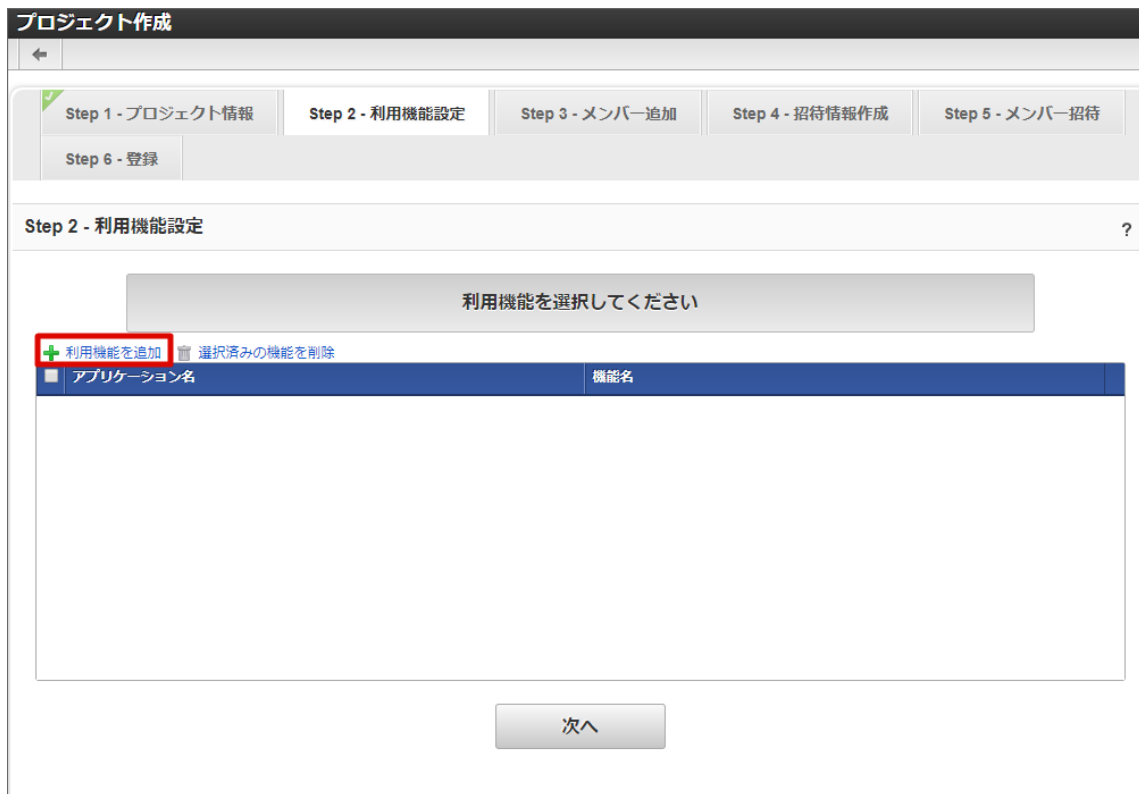 プロジェクト作成
Step 1 - プロジェクト情報 Step 2 - 利用機能設定 Step 3 - メンバー追加 Step 4 - 招待情報作成 Step 5 - メンバー招待
Step 6 - 登録
Step 2 - 利用機能設定 ?
利用機能を選択してください
利用機能を追加 選択済みの機能を削除
アプリケーション名 機能名
次へ